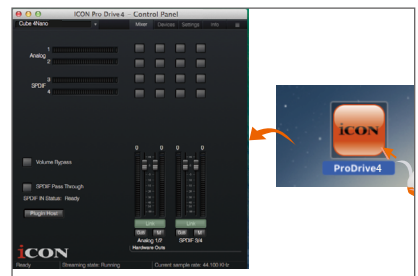 iCON Pro Drive4 – Control Panel
Cube 4Nano
Mixer Devices Settings Info
Analog 1
2
SPDIF 3
4
0 0 0 0
Volume Bypass
SPDIF Pass Through
SPDIF IN Status: Ready
Plugin Host
Link Link
M M
Analog 1/2 SPDIF 3/4
Hardware Outs
iCON
Ready Streaming state: Running Current sample rate: 44.100 KHz
iCON
ProDrive4